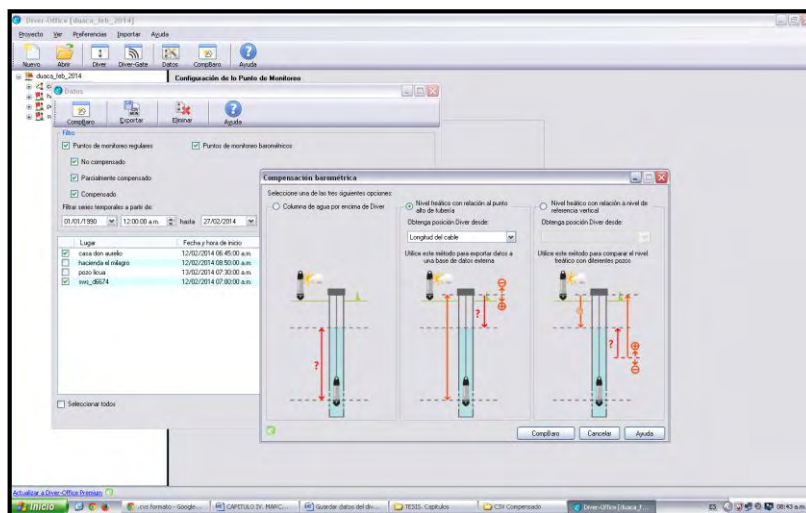 Diver-Office [duaca_feb_2014]
Proyecto Ver Preferencias Importar Ayuda
Nuevo Abrir Diver Diver-Gate Datos CompBaro Ayuda
duaca_feb_2014
Configuración de lo Punto de Monitoreo
Datos
CompBaro Exportar Eliminar Ayuda
Filtro
Puntos de monitoreo regulares Puntos de monitoreo barométricos
No compensado
Parcialmente compensado
Compensado
Filtrar series temporales a partir de:
01/01/1990 12:00:00 a.m. hasta 27/02/2014
Lugar Fecha y hora de inicio
casa don aurelio 12/02/2014 06:45:00 a.m.
hacienda el milagro 12/02/2014 08:50:00 a.m.
pozo licua 13/02/2014 07:30:00 a.m.
12/02/2014 07:00:00 a.m.
Seleccionar todos
Compensación barométrica
Seleccione una de las tres siguientes opciones:
Columna de agua por encima de Diver
Nivel freático con relación al punto
alto de tubería
Obtenga posición Diver desde:
Longitud del cable
Utilice este método para exportar datos a
una base de datos externa
Nivel freático con relación a nivel de
referencia vertical
Obtenga posición Diver desde:
Utilice este método para comparar el nivel
freático con diferentes pozos
?
?
?
CompBaro Cancelar Ayuda
Actualizar a Diver-Office Premium
Inicio .cvs formato - Google... CAPITULO IV. MARC... Guardar datos del div... TESIS. Capitulos CSV Compensado Diver-Office [duaca_f... ES 08:43 a.m.